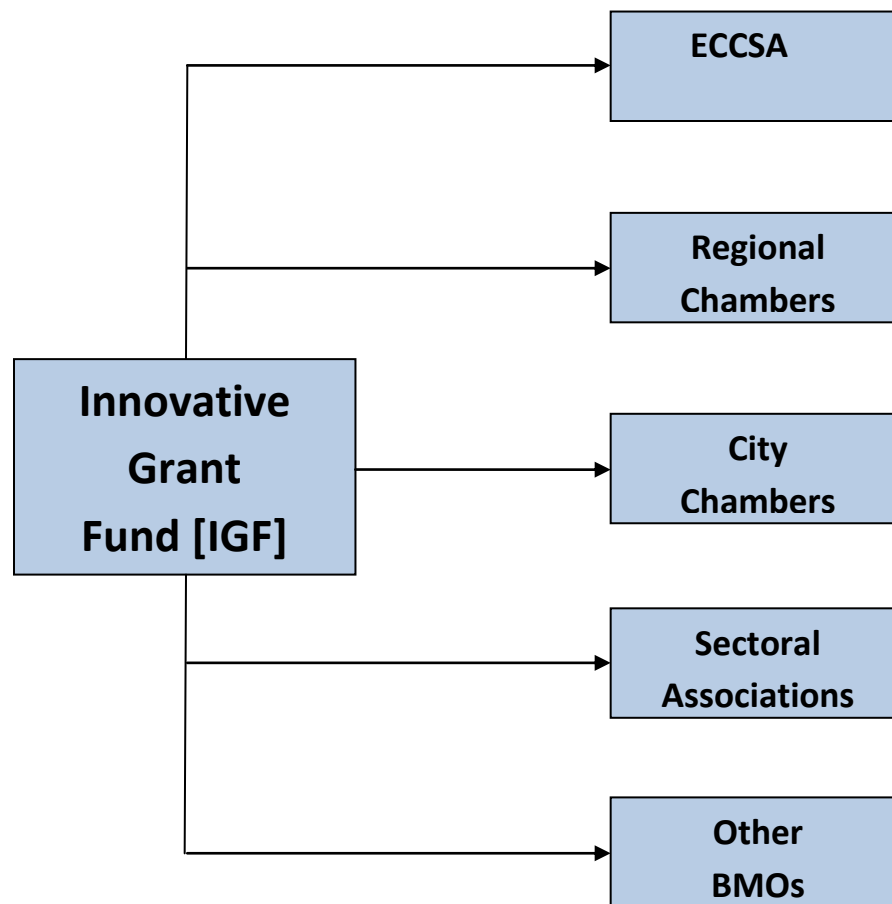 ECCSA
Regional
Chambers
Innovative
Grant
Fund [IGF]
City
Chambers
Sectoral
Associations
Other
BMOs